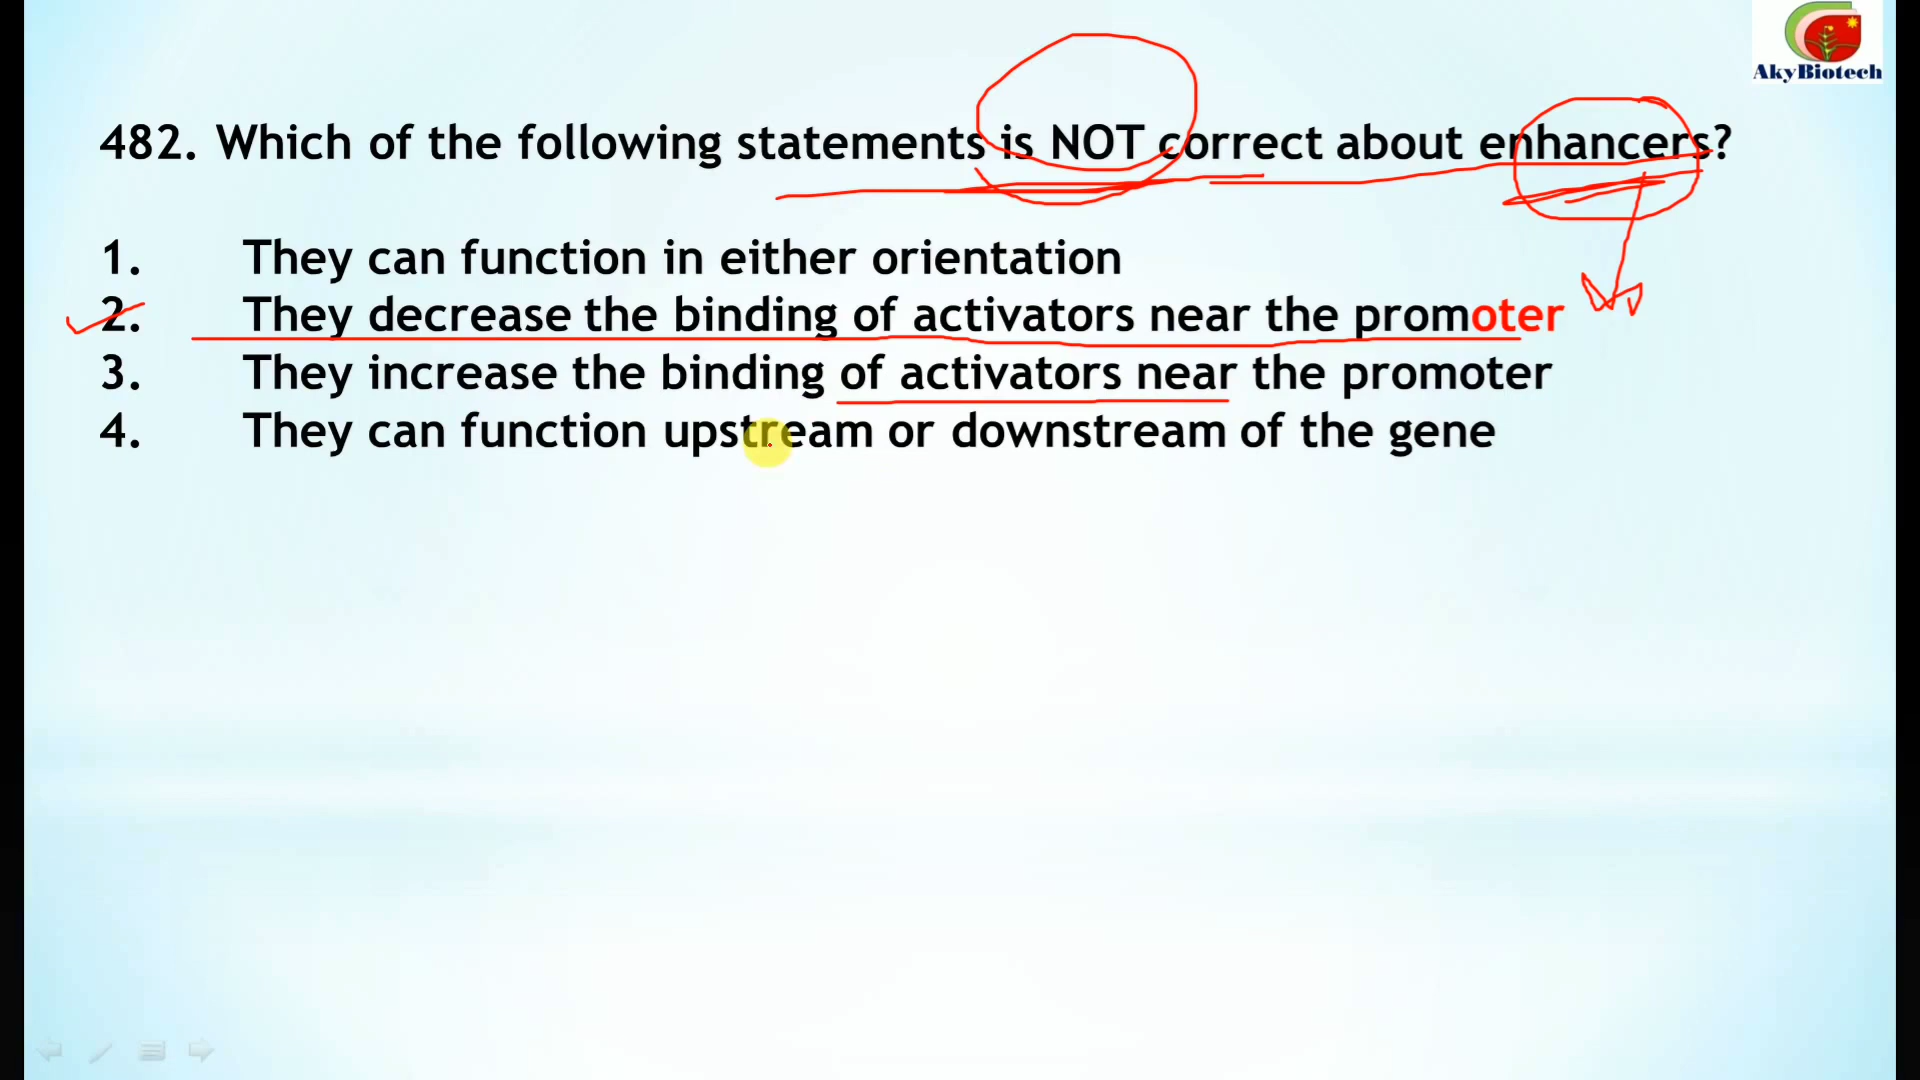 AkyBiotech
482. Which of the following statements is NOT correct about enhancers?
1. They can function in either orientation
2. They decrease the binding of activators near the promoter
3. They increase the binding of activators near the promoter
4. They can function upstream or downstream of the gene